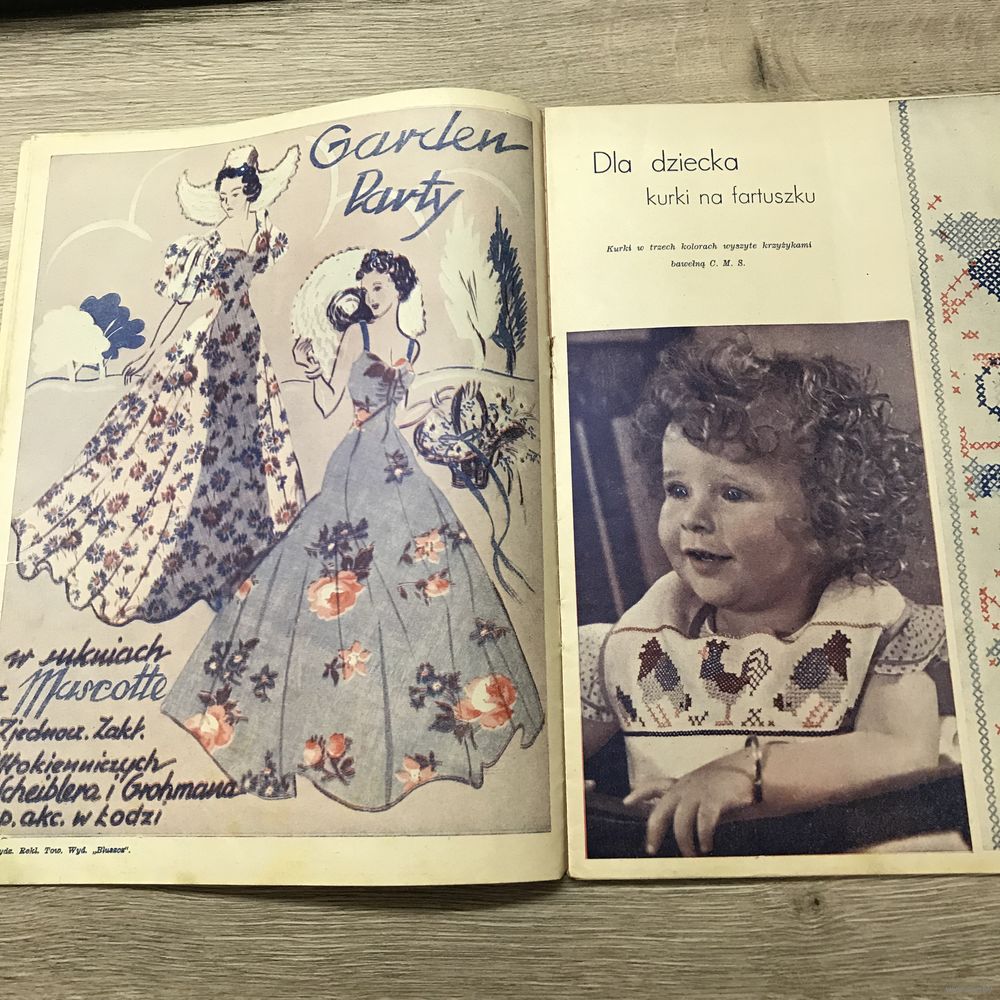 Garden
Party
w sukniach
z Mascotte
Zjednocz. Zakł.
Włókienniczych
Scheiblera i Grohmana
p. akc. w Łodzi
Rekl. Tow. Wyd. „Bluszcz".
Dla dziecka
kurki na fartuszku
Kurki w trzech kolorach wyszyte krzyżykami
bawełną C. M. S.